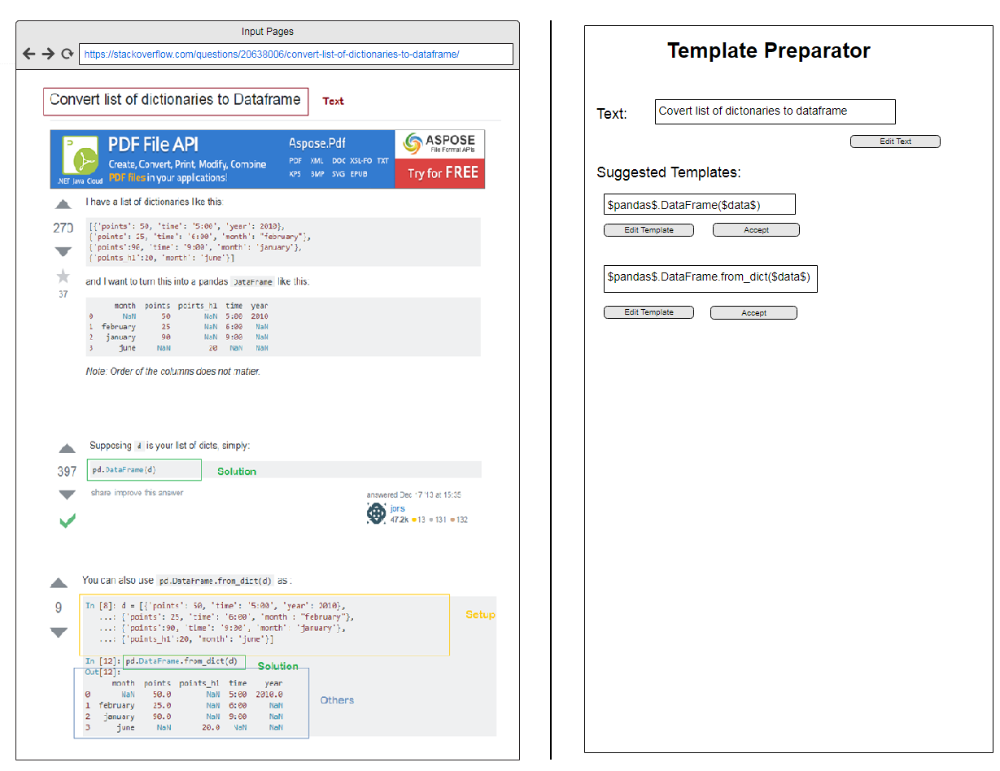 Input Pages
https://stackoverflow.com/questions/20638006/convert-list-of-dictionaries-to-dataframe/
Convert list of dictionaries to Dataframe
Text
PDF File API
Create, Convert, Print, Modify, Combine
PDF files in your applications!
.NET Java Cloud
Aspose.Pdf
PDF XML DOC XSL-FO TXT
XPS BMP SVG EPUB
ASPOSE
File Format APIs
Try for FREE
I have a list of dictionaries like this:
270
[{'points': 50, 'time': '5:00', 'year': 2010},
{'points': 25, 'time': '6:00', 'month': "february"},
{'points':90, 'time': '9:00', 'month': 'january'},
{'points_h1':20, 'month': 'june'}]
37
and I want to turn this into a pandas DataFrame like this:
month points points_h1 time year
0 NaN 50 NaN 5:00 2010
1 february 25 NaN 6:00 NaN
2 january 90 NaN 9:00 NaN
3 june NaN 20 NaN NaN
Note: Order of the columns does not matter.
Supposing d is your list of dicts, simply:
397
pd.DataFrame(d)
Solution
share improve this answer
answered Dec 17 '13 at 15:35
joris
47.2k 13 131 132
You can also use pd.DataFrame.from_dict(d) as :
9
In [8]: d = [{'points': 50, 'time': '5:00', 'year': 2010},
...: {'points': 25, 'time': '6:00', 'month': "february"},
...: {'points':90, 'time': '9:00', 'month': 'january'},
...: {'points_h1':20, 'month': 'june'}]
Setup
In [12]: pd.DataFrame.from_dict(d)
Solution
Out[12]:
month points points_h1 time year
0 NaN 50.0 NaN 5:00 2010.0
1 february 25.0 NaN 6:00 NaN
2 january 90.0 NaN 9:00 NaN
3 june NaN 20.0 NaN NaN
Others
Template Preparator
Text:
Covert list of dictonaries to dataframe
Edit Text
Suggested Templates:
$pandas$.DataFrame($data$)
Edit Template
Accept
$pandas$.DataFrame.from_dict($data$)
Edit Template
Accept